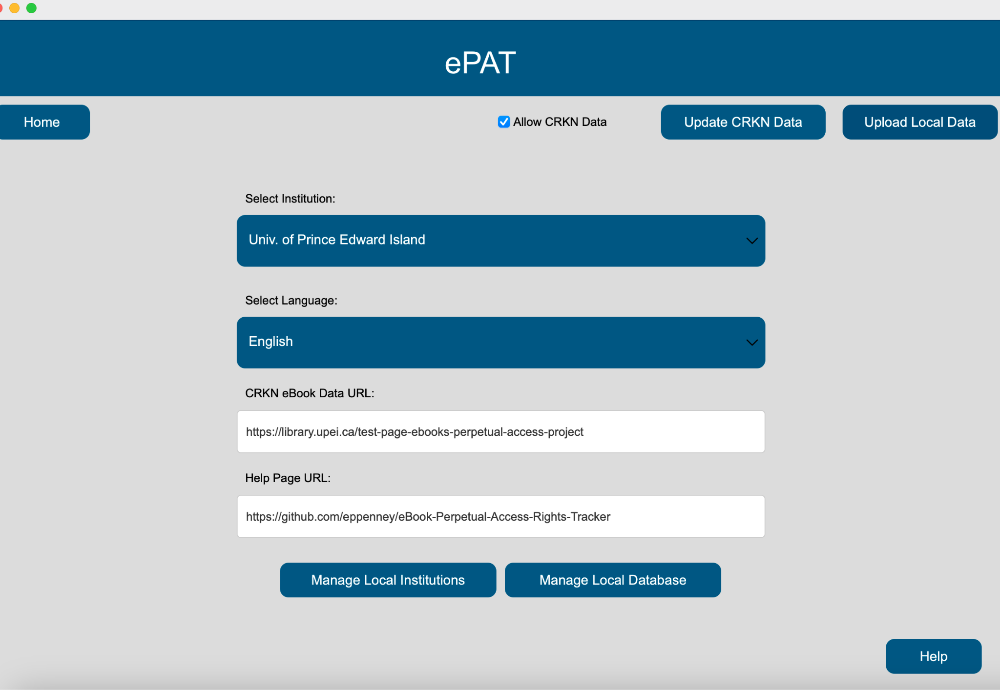 ePAT
Home
Allow CRKN Data
Update CRKN Data
Upload Local Data
Select Institution:
Univ. of Prince Edward Island
Select Language:
English
CRKN eBook Data URL:
https://library.upei.ca/test-page-ebooks-perpetual-access-project
Help Page URL:
https://github.com/eppenney/eBook-Perpetual-Access-Rights-Tracker
Manage Local Institutions
Manage Local Database
Help